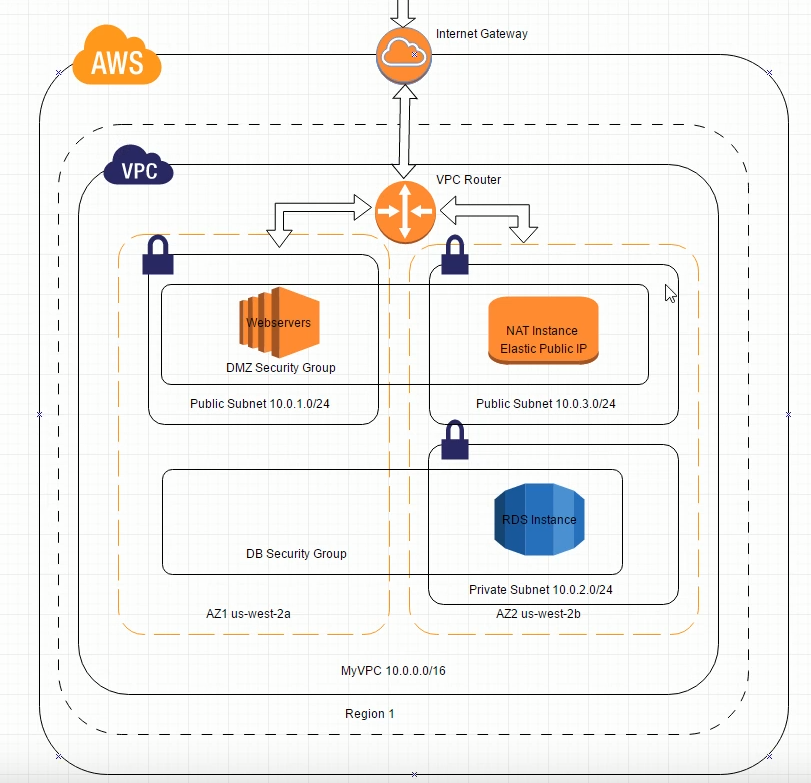 Internet Gateway
AWS
VPC
VPC Router
Webservers
DMZ Security Group
NAT Instance
Elastic Public IP
Public Subnet 10.0.1.0/24
Public Subnet 10.0.3.0/24
RDS Instance
DB Security Group
Private Subnet 10.0.2.0/24
AZ1 us-west-2a
AZ2 us-west-2b
MyVPC 10.0.0.0/16
Region 1